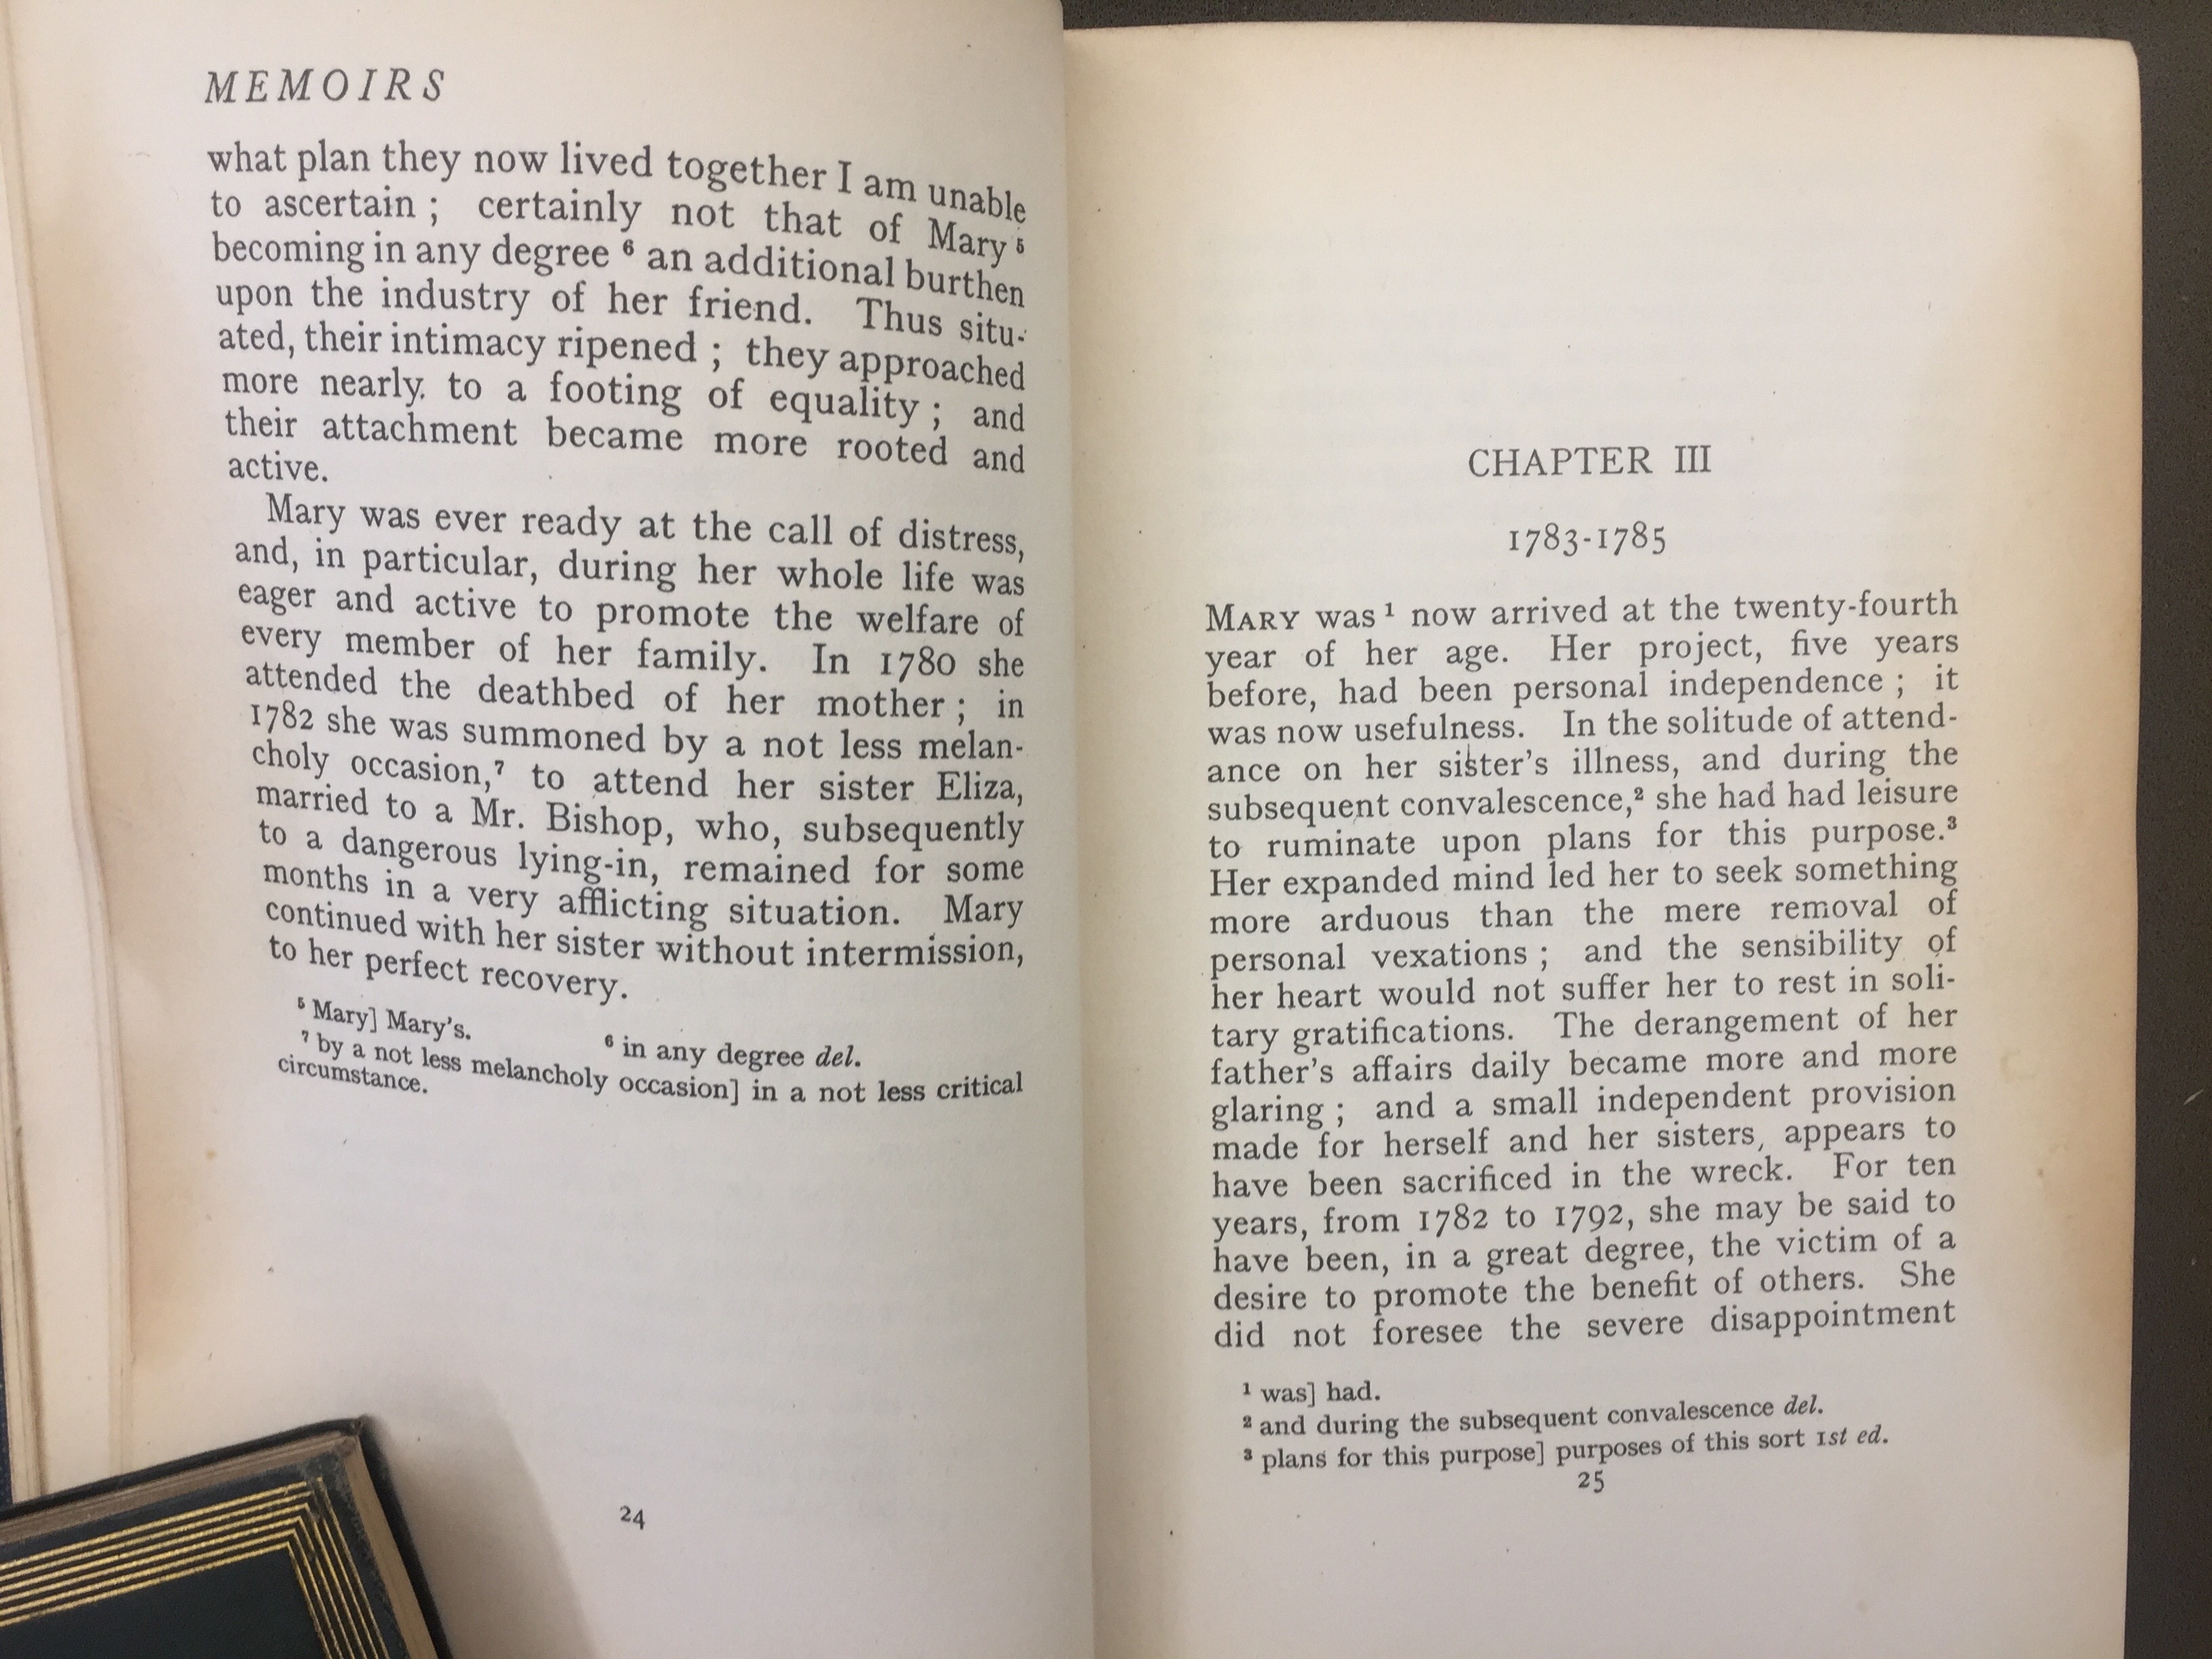 MEMOIRS
what plan they now lived together I am unable
to ascertain ; certainly not that of Mary ⁵
becoming in any degree ⁶ an additional burthen
upon the industry of her friend. Thus situ-
ated, their intimacy ripened ; they approached
more nearly to a footing of equality ; and
their attachment became more rooted and
active.
Mary was ever ready at the call of distress,
and, in particular, during her whole life was
eager and active to promote the welfare of
every member of her family. In 1780 she
attended the deathbed of her mother ; in
1782 she was summoned by a not less melan-
choly occasion,⁷ to attend her sister Eliza,
married to a Mr. Bishop, who, subsequently
to a dangerous lying-in, remained for some
months in a very afflicting situation. Mary
continued with her sister without intermission,
to her perfect recovery.
⁵ Mary] Mary's. ⁶ in any degree del.
⁷ by a not less melancholy occasion] in a not less critical
circumstance.
24
CHAPTER III
1783-1785
MARY was ¹ now arrived at the twenty-fourth
year of her age. Her project, five years
before, had been personal independence ; it
was now usefulness. In the solitude of attend-
ance on her sister's illness, and during the
subsequent convalescence,² she had had leisure
to ruminate upon plans for this purpose.³
Her expanded mind led her to seek something
more arduous than the mere removal of
personal vexations ; and the sensibility of
her heart would not suffer her to rest in soli-
tary gratifications. The derangement of her
father's affairs daily became more and more
glaring ; and a small independent provision
made for herself and her sisters, appears to
have been sacrificed in the wreck. For ten
years, from 1782 to 1792, she may be said to
have been, in a great degree, the victim of a
desire to promote the benefit of others. She
did not foresee the severe disappointment
¹ was] had.
² and during the subsequent convalescence del.
³ plans for this purpose] purposes of this sort 1st ed.
25